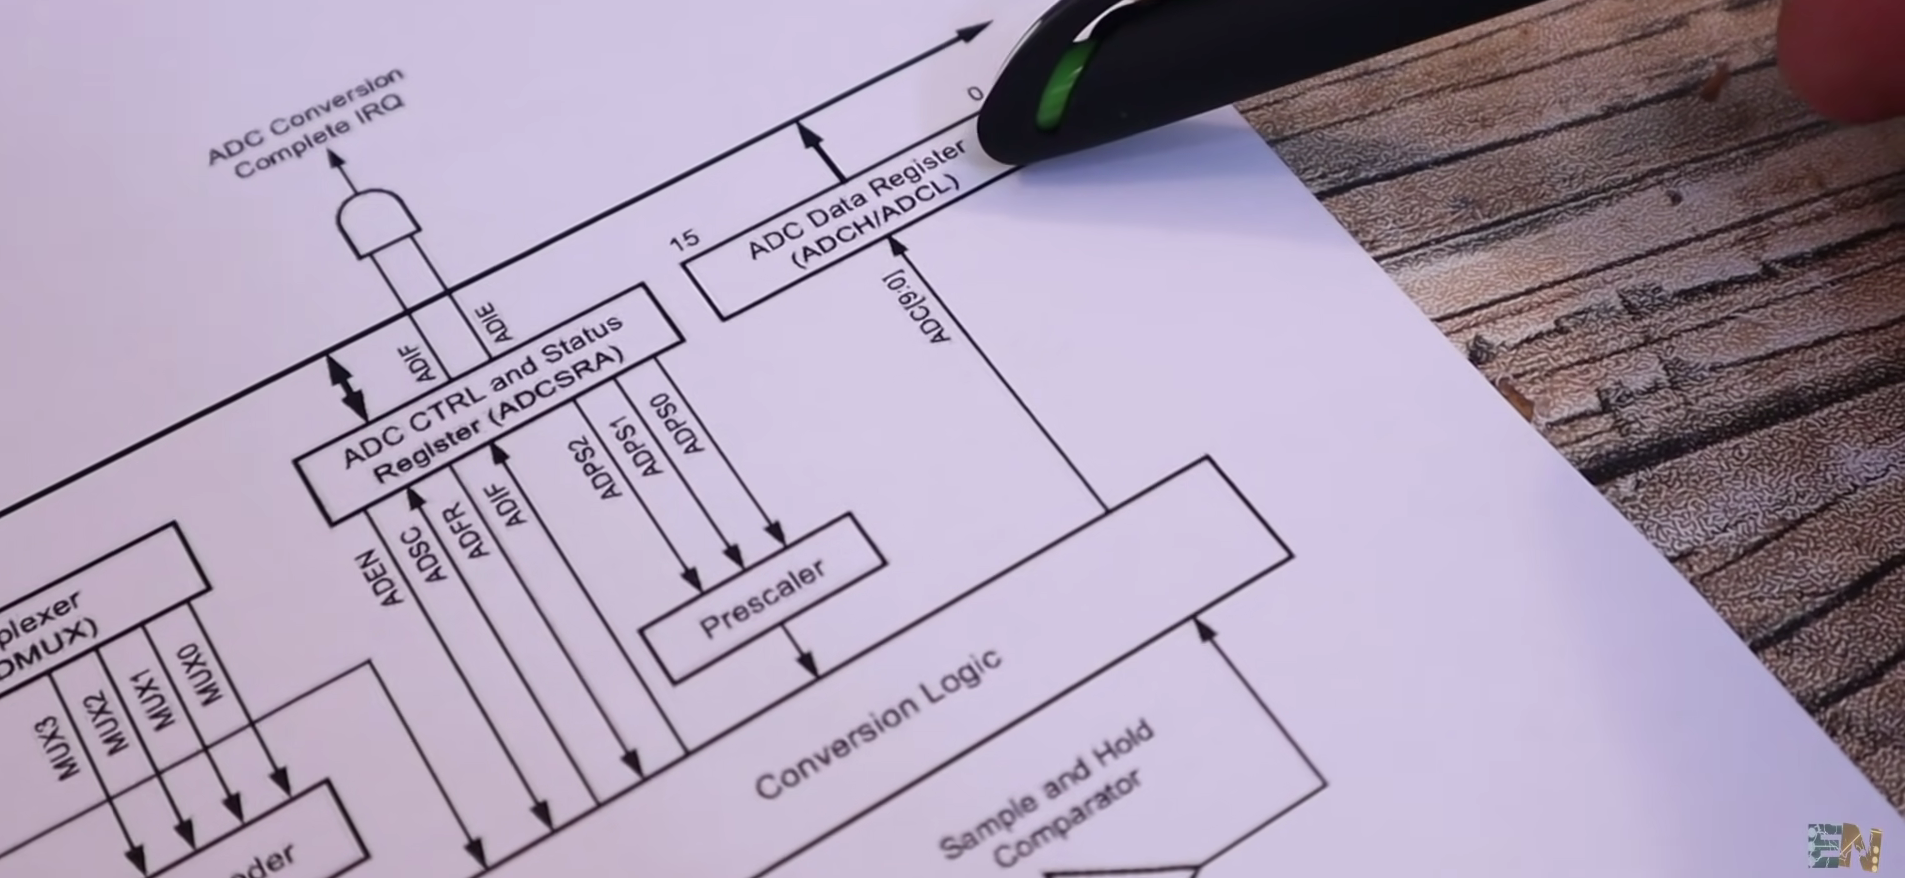 ADC Conversion
Complete IRQ
0
15
ADC Data Register
(ADCH/ADCL)
ADIE
ADIF
ADC[9:0]
ADC CTRL and Status
Register (ADCSRA)
ADEN
ADSC
ADFR
ADIF
ADPS2
ADPS1
ADPS0
Prescaler
plexer
DMUX)
MUX3
MUX2
MUX1
MUX0
oder
Conversion Logic
Sample and Hold
Comparator
EN